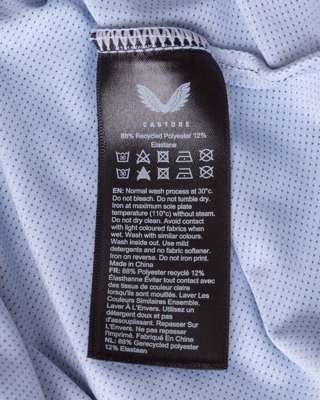 CASTORE
88% Recycled Polyester 12%
Elastane
EN: Normal wash process at 30°c.
Do not bleach. Do not tumble dry.
Iron at maximum sole plate
temperature (110°c) without steam.
Do not dry clean. Avoid contact
with light coloured fabrics when
wet. Wash with similar colours.
Wash inside out. Use mild
detergents and no fabric softener.
Iron on reverse. Do not iron print.
Made in China
FR: 88% Polyester recyclé 12%
Élasthanne Éviter tout contact avec
des tissus de couleur claire
lorsqu'ils sont mouillés. Laver Les
Couleurs Similaires Ensemble.
Laver À L'Envers. Utilisez un
détergent doux et pas
d'assouplissant. Repasser Sur
L'Envers. Ne pas repasser
l'imprimé. Fabriqué En Chine
NL: 88% Gerecycled polyester
12% Elastaan